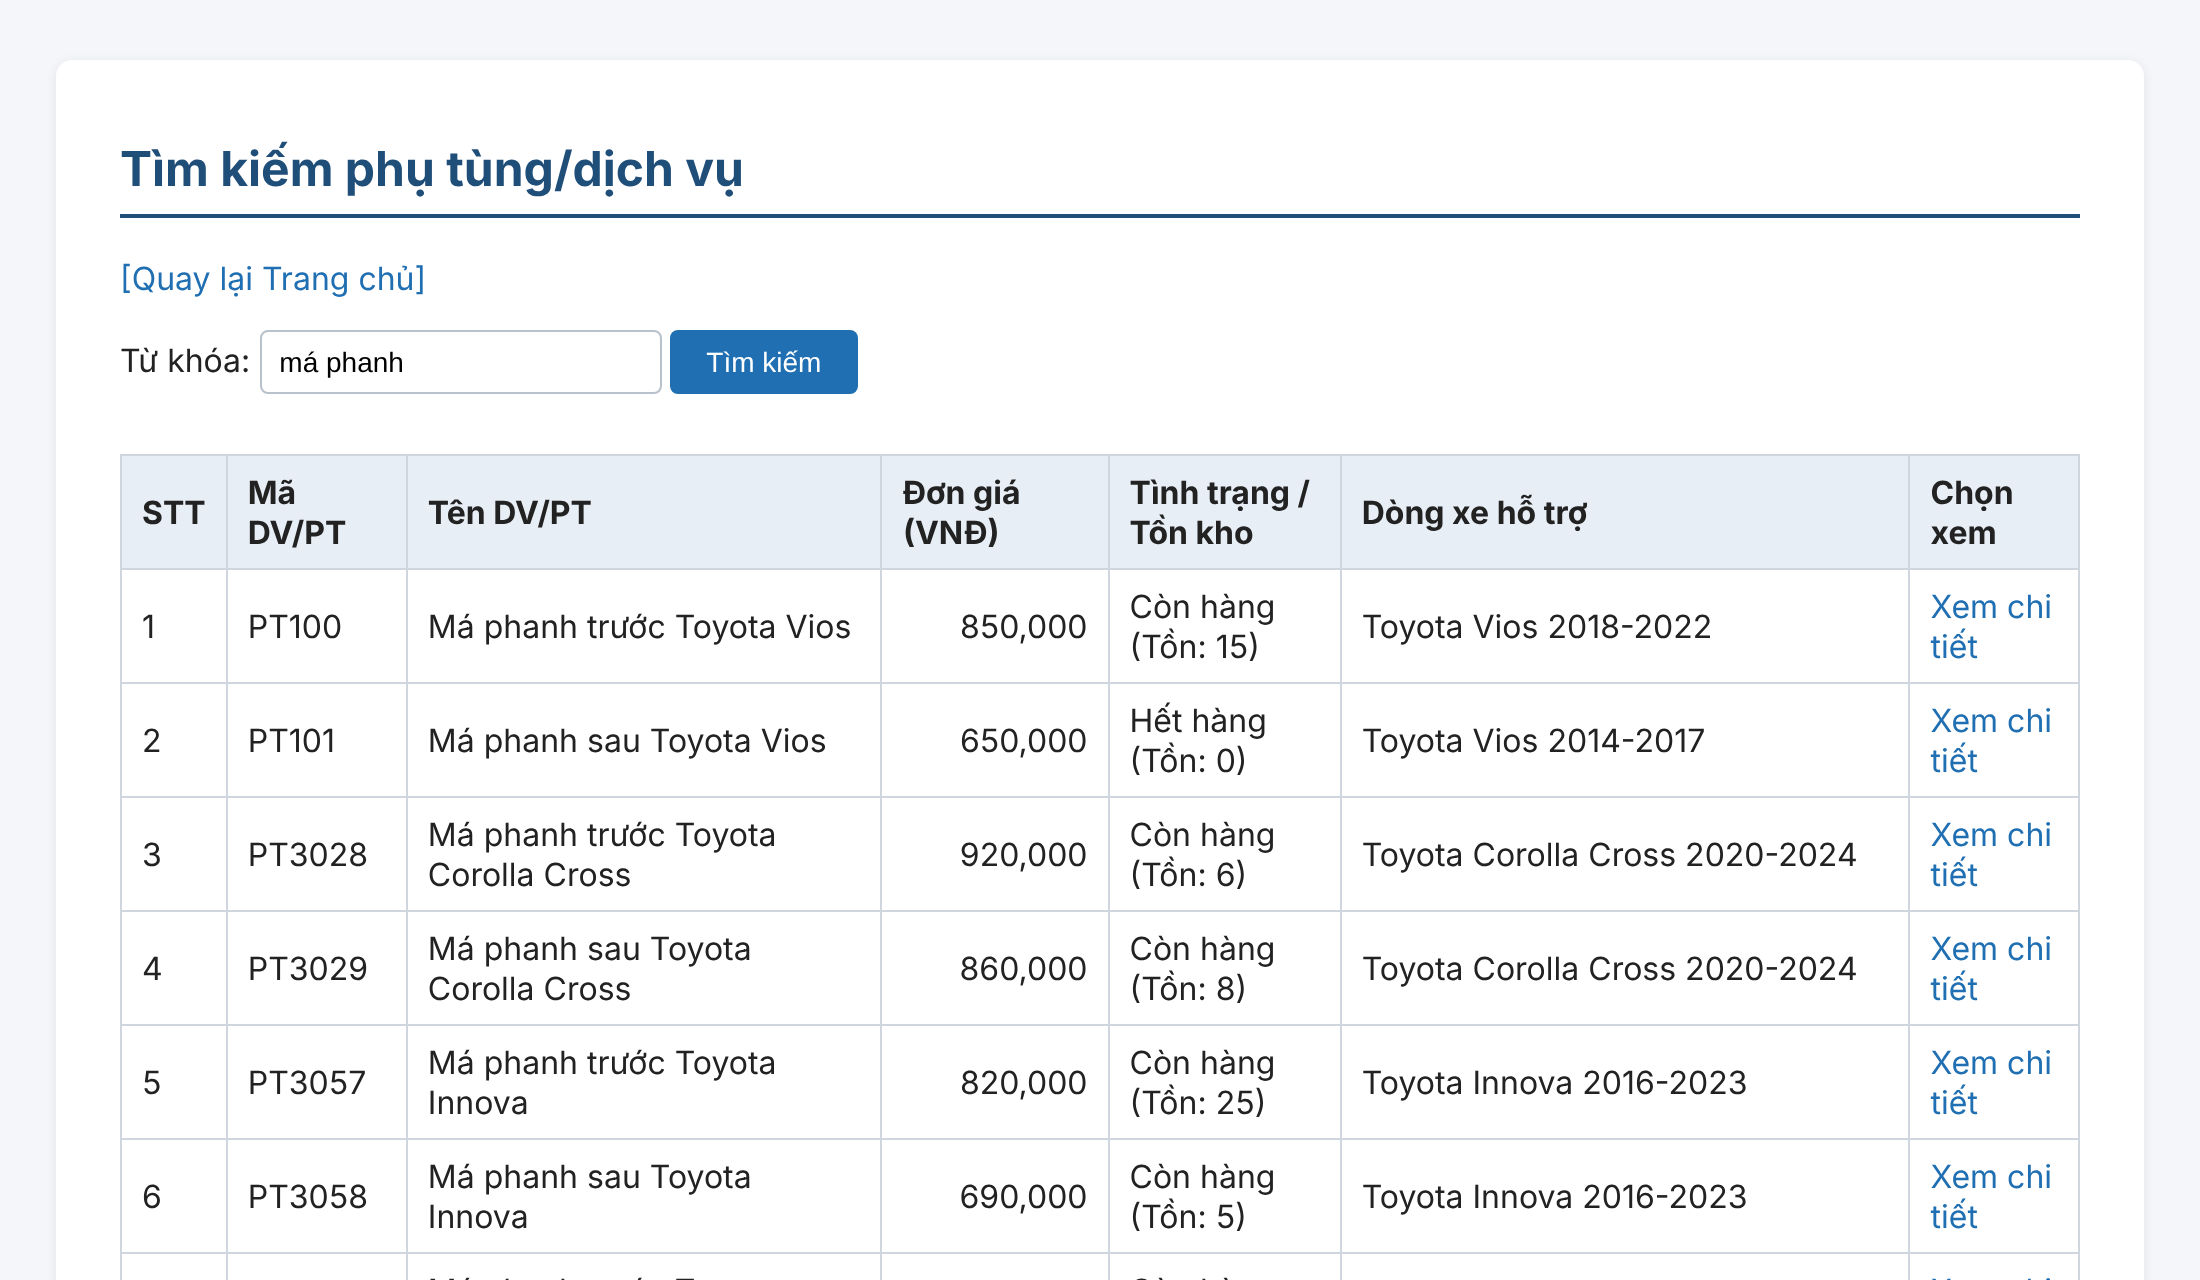 Tìm kiếm phụ tùng/dịch vụ
[Quay lại Trang chủ]
Từ khóa: má phanh Tìm kiếm
STT Mã DV/PT Tên DV/PT Đơn giá (VNĐ) Tình trạng / Tồn kho Dòng xe hỗ trợ Chọn xem
1 PT100 Má phanh trước Toyota Vios 850,000 Còn hàng (Tồn: 15) Toyota Vios 2018-2022 Xem chi tiết
2 PT101 Má phanh sau Toyota Vios 650,000 Hết hàng (Tồn: 0) Toyota Vios 2014-2017 Xem chi tiết
3 PT3028 Má phanh trước Toyota Corolla Cross 920,000 Còn hàng (Tồn: 6) Toyota Corolla Cross 2020-2024 Xem chi tiết
4 PT3029 Má phanh sau Toyota Corolla Cross 860,000 Còn hàng (Tồn: 8) Toyota Corolla Cross 2020-2024 Xem chi tiết
5 PT3057 Má phanh trước Toyota Innova 820,000 Còn hàng (Tồn: 25) Toyota Innova 2016-2023 Xem chi tiết
6 PT3058 Má phanh sau Toyota Innova 690,000 Còn hàng (Tồn: 5) Toyota Innova 2016-2023 Xem chi tiết